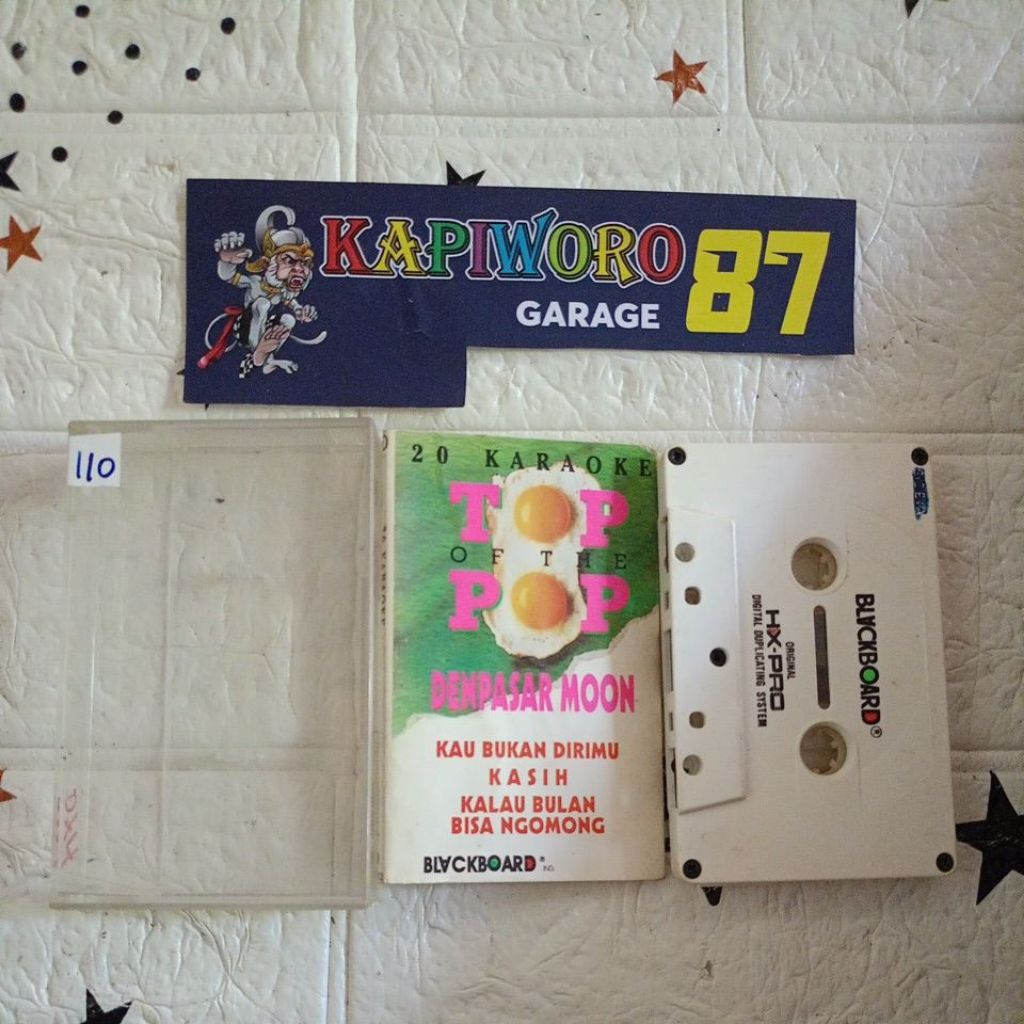 KAPIWORO
GARAGE
87
110
20 KARAOKE
TOP
OF THE
POP
DENPASAR MOON
KAU BUKAN DIRIMU
KASIH
KALAU BULAN
BISA NGOMONG
BLACKBOARD® INC.
BLACKBOARD®
ORIGINAL
HX-PRO
DIGITAL DUPLICATING SYSTEM